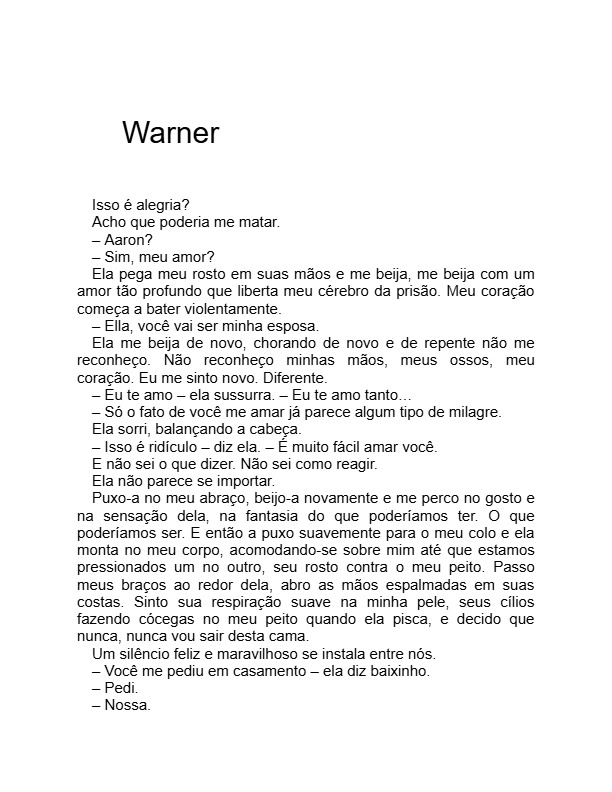 Warner
Isso é alegria?
Acho que poderia me matar.
– Aaron?
– Sim, meu amor?
Ela pega meu rosto em suas mãos e me beija, me beija com um
amor tão profundo que liberta meu cérebro da prisão. Meu coração
começa a bater violentamente.
– Ella, você vai ser minha esposa.
Ela me beija de novo, chorando de novo e de repente não me
reconheço. Não reconheço minhas mãos, meus ossos, meu
coração. Eu me sinto novo. Diferente.
– Eu te amo – ela sussurra. – Eu te amo tanto…
– Só o fato de você me amar já parece algum tipo de milagre.
Ela sorri, balançando a cabeça.
– Isso é ridículo – diz ela. – É muito fácil amar você.
E não sei o que dizer. Não sei como reagir.
Ela não parece se importar.
Puxo-a no meu abraço, beijo-a novamente e me perco no gosto e
na sensação dela, na fantasia do que poderíamos ter. O que
poderíamos ser. E então a puxo suavemente para o meu colo e ela
monta no meu corpo, acomodando-se sobre mim até que estamos
pressionados um no outro, seu rosto contra o meu peito. Passo
meus braços ao redor dela, abro as mãos espalmadas em suas
costas. Sinto sua respiração suave na minha pele, seus cílios
fazendo cócegas no meu peito quando ela pisca, e decido que
nunca, nunca vou sair desta cama.
Um silêncio feliz e maravilhoso se instala entre nós.
– Você me pediu em casamento – ela diz baixinho.
– Pedi.
– Nossa.